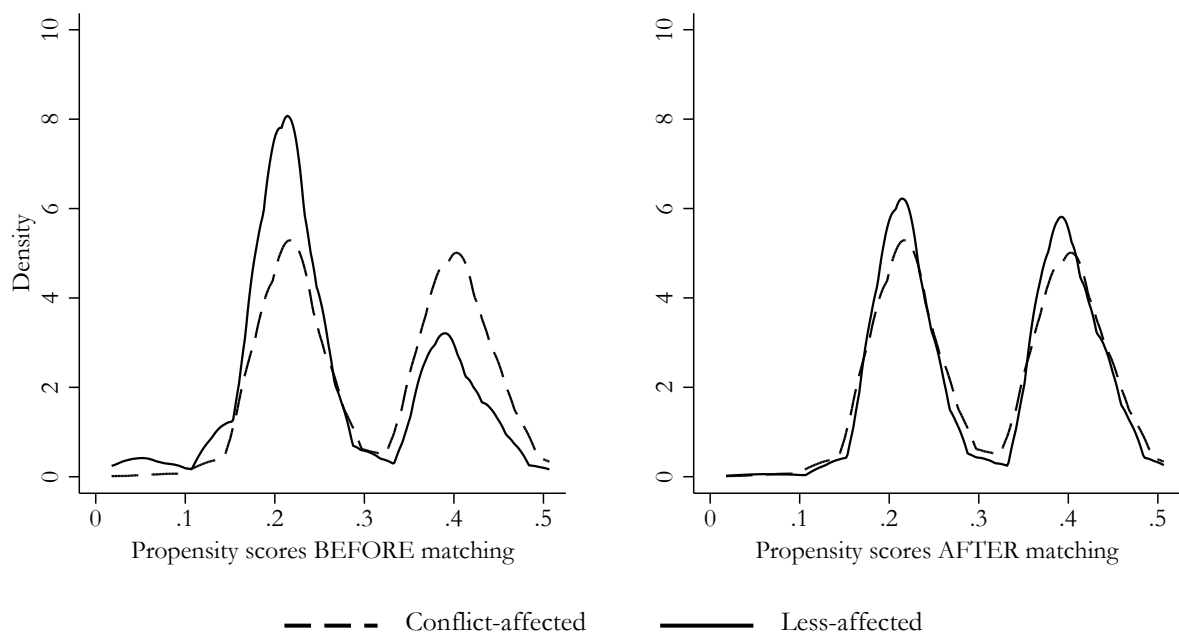 Density
10
8
6
4
2
0
0 .1 .2 .3 .4 .5
Propensity scores BEFORE matching
10
8
6
4
2
0
0 .1 .2 .3 .4 .5
Propensity scores AFTER matching
Conflict-affected Less-affected